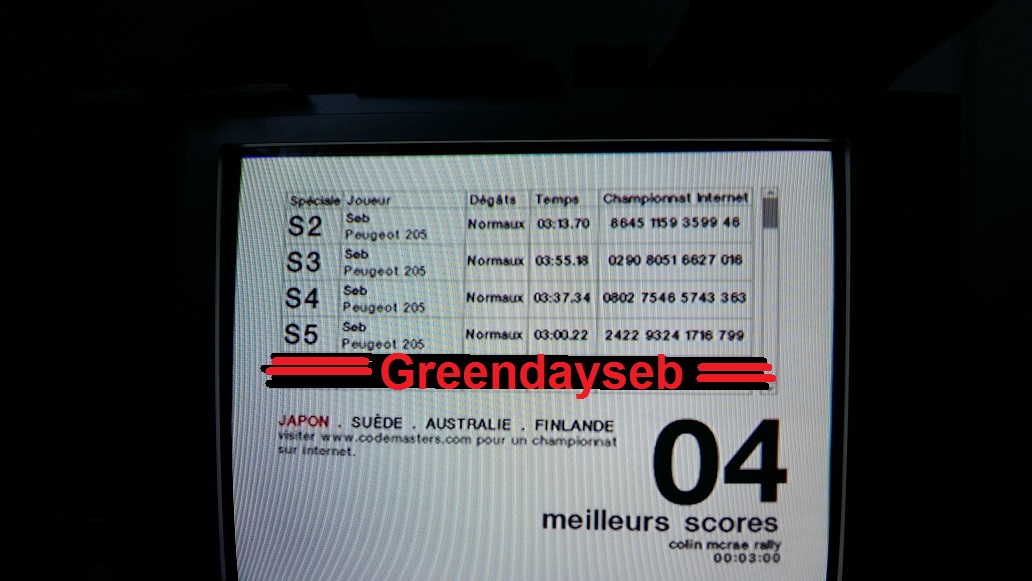 Spéciale Joueur Dégâts Temps Championnat Internet
S2 Seb Peugeot 205 Normaux 03:13.70 8645 1159 3599 46
S3 Seb Peugeot 205 Normaux 03:55.18 0290 8051 6627 016
S4 Seb Peugeot 205 Normaux 03:37.34 0802 7546 5743 363
S5 Seb Peugeot 205 Normaux 03:00.22 2422 9324 1716 799
Greendayseb
JAPON . SUÈDE . AUSTRALIE . FINLANDE
visiter www.codemasters.com pour un championnat
sur internet.
04
meilleurs scores
colin mcrae rally
00:03:00